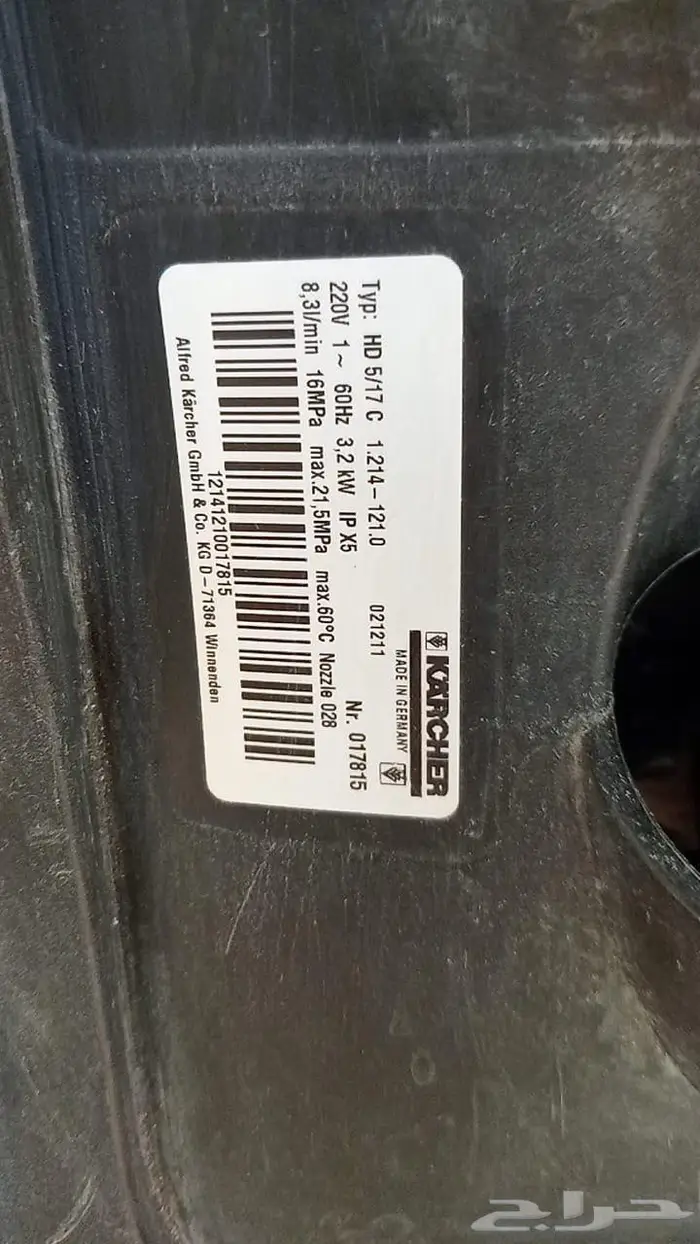 KÄRCHER
MADE IN GERMANY
021211
Typ: HD 5/17 C 1.214-121.0 Nr. 017815
220V 1~ 60Hz 3,2 kW IP X5
8,3l/min 16MPa max.21,5MPa max.60°C Nozzle 028
12141210017815
Alfred Kärcher GmbH & Co. KG D-71364 Winnenden
حراج